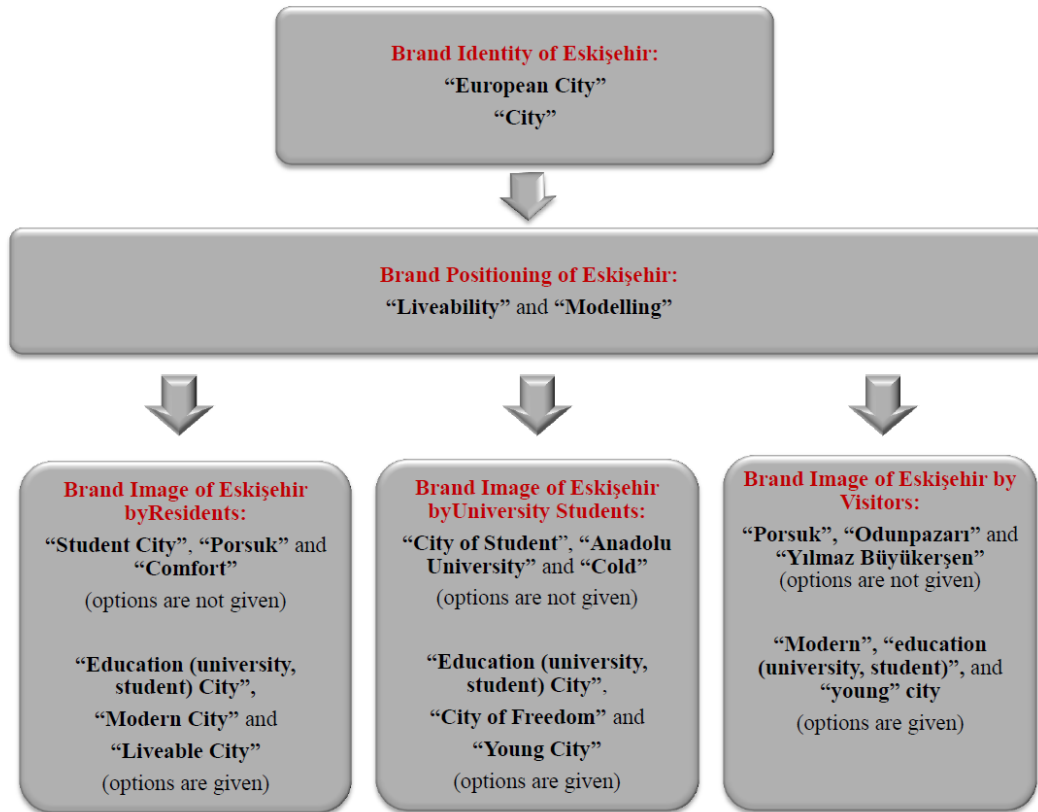 Brand Identity of Eskişehir:
“European City”
“City”
Brand Positioning of Eskişehir:
“Liveability” and “Modelling”
Brand Image of Eskişehir
byResidents:
“Student City”, “Porsuk” and
“Comfort”
(options are not given)
“Education (university,
student) City”,
“Modern City” and
“Liveable City”
(options are given)
Brand Image of Eskişehir
byUniversity Students:
“City of Student”, “Anadolu
University” and “Cold”
(options are not given)
“Education (university,
student) City”,
“City of Freedom” and
“Young City”
(options are given)
Brand Image of Eskişehir by
Visitors:
“Porsuk”, “Odunpazarı” and
“Yılmaz Büyükerşen”
(options are not given)
“Modern”, “education
(university, student)”, and
“young” city
(options are given)